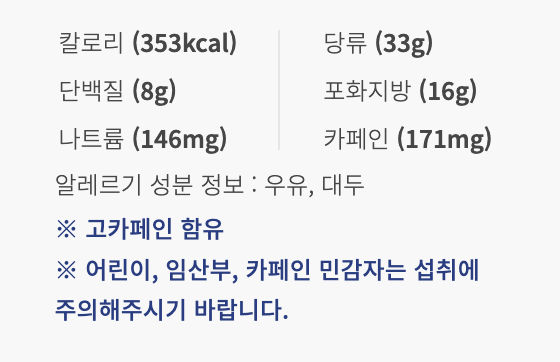 칼로리 (353kcal) 당류 (33g)
단백질 (8g) 포화지방 (16g)
나트륨 (146mg) 카페인 (171mg)
알레르기 성분 정보 : 우유, 대두
※ 고카페인 함유
※ 어린이, 임산부, 카페인 민감자는 섭취에
주의해주시기 바랍니다.